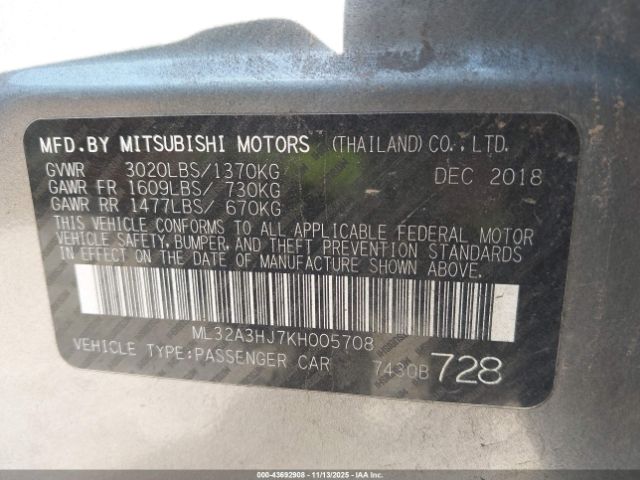 MFD.BY MITSUBISHI MOTORS (THAILAND)CO.,LTD.
GVWR 3020LBS/1370KG DEC 2018
GAWR FR 1609LBS/ 730KG
GAWR RR 1477LBS/ 670KG
THIS VEHICLE CONFORMS TO ALL APPLICABLE FEDERAL MOTOR
VEHICLE SAFETY, BUMPER, AND THEFT PREVENTION STANDARDS
IN EFFECT ON THE DATE OF MANUFACTURE SHOWN ABOVE.
ML32A3HJ7KH005708
VEHICLE TYPE:PASSENGER CAR 7430B 728
000-43692908 - 11/13/2025 - IAAI.COM